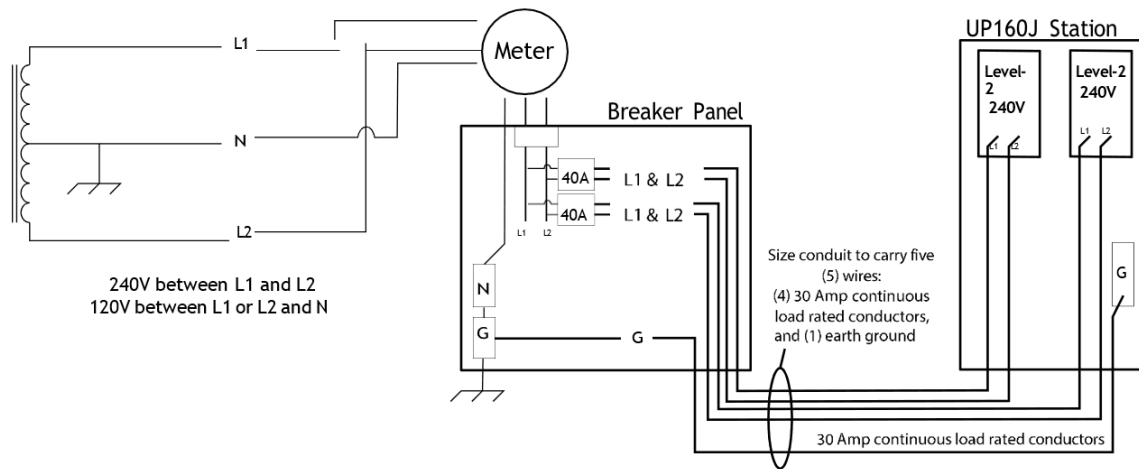 UP160J Station
L1
Meter
Level-
2
240V
Level-2
240V
Breaker Panel
L1
L2
L1
L2
N
40A
L1 & L2
40A
L1 & L2
L1
L2
L2
240V between L1 and L2
120V between L1 or L2 and N
Size conduit to carry five
(5) wires:
(4) 30 Amp continuous
load rated conductors,
and (1) earth ground
N
G
G
G
30 Amp continuous load rated conductors